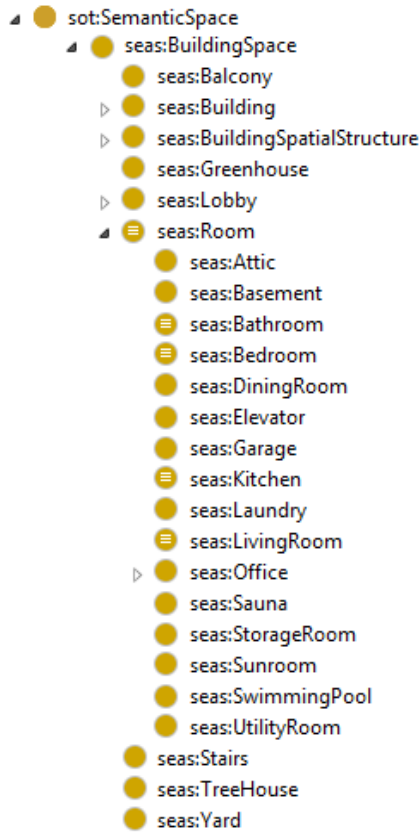 sot:SemanticSpace
seas:BuildingSpace
seas:Balcony
seas:Building
seas:BuildingSpatialStructure
seas:Greenhouse
seas:Lobby
seas:Room
seas:Attic
seas:Basement
seas:Bathroom
seas:Bedroom
seas:DiningRoom
seas:Elevator
seas:Garage
seas:Kitchen
seas:Laundry
seas:LivingRoom
seas:Office
seas:Sauna
seas:StorageRoom
seas:Sunroom
seas:SwimmingPool
seas:UtilityRoom
seas:Stairs
seas:TreeHouse
seas:Yard